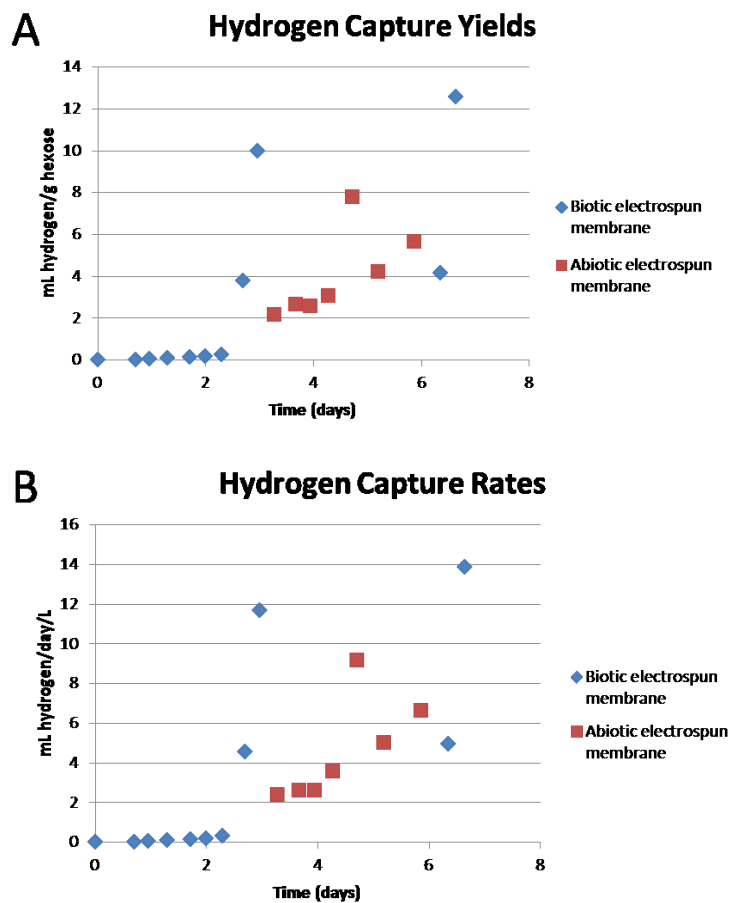 A
Hydrogen Capture Yields
14
12
10
8
6
4
2
0
mL hydrogen/g hexose
0 2 4 6 8
Time (days)
Biotic electrospun
membrane
Abiotic electrospun
membrane
B
Hydrogen Capture Rates
16
14
12
10
8
6
4
2
0
mL hydrogen/day/L
0 2 4 6 8
Time (days)
Biotic electrospun
membrane
Abiotic electrospun
membrane